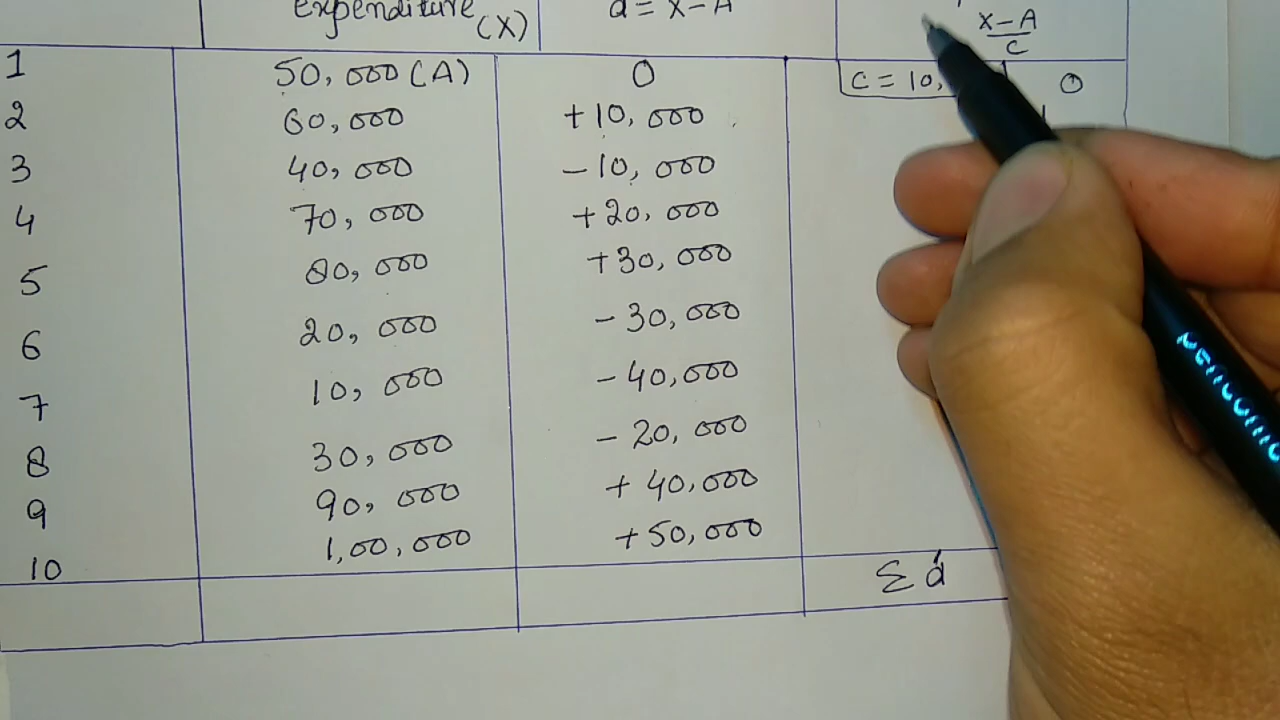 expenditure (X) d = X-A
X-A
C
1 50,000 (A) 0 C = 10, 0
2 60,000 +10,000
3 40,000 -10,000
4 70,000 +20,000
5 80,000 +30,000
6 20,000 -30,000
7 10,000 -40,000
8 30,000 -20,000
9 90,000 +40,000
10 1,00,000 +50,000
Σd́